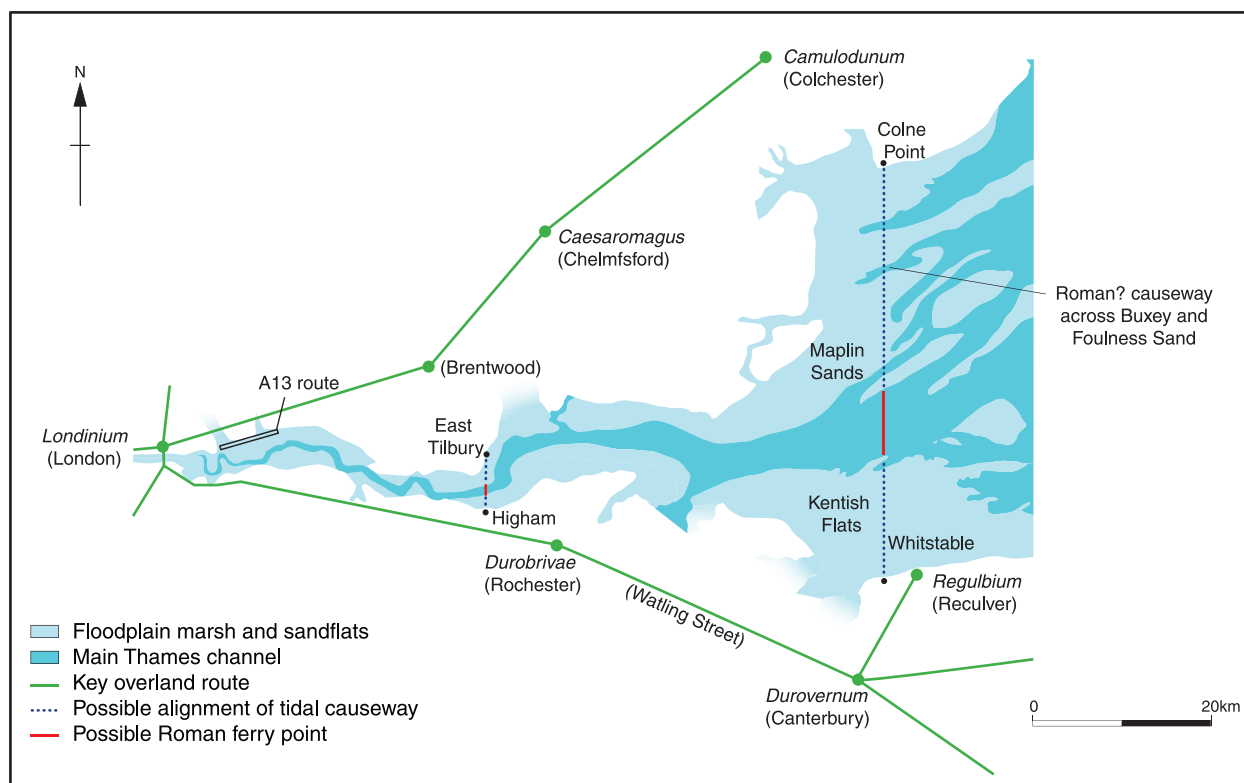 N
Camulodunum
(Colchester)
Colne
Point
Caesaromagus
(Chelmfsford)
Roman? causeway
across Buxey and
Foulness Sand
Maplin
Sands
(Brentwood)
A13 route
East
Tilbury
Londinium
(London)
Higham
Kentish
Flats
Whitstable
Durobrivae
(Rochester)
Regulbium
(Reculver)
(Watling Street)
Durovernum
(Canterbury)
Floodplain marsh and sandflats
Main Thames channel
Key overland route
Possible alignment of tidal causeway
Possible Roman ferry point
0 20km